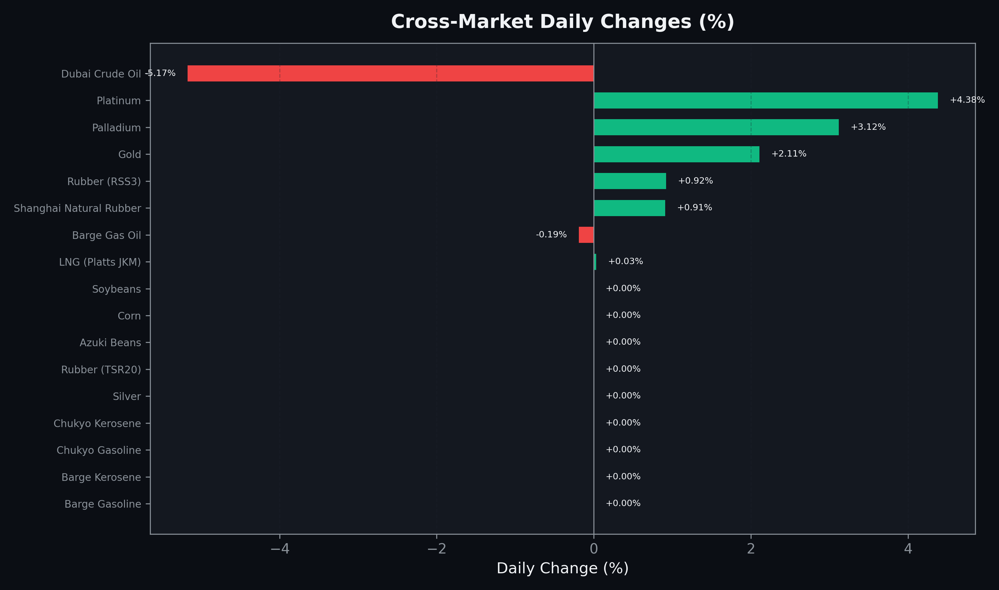 Cross-Market Daily Changes (%)
Dubai Crude Oil -5.17%
Platinum +4.38%
Palladium +3.12%
Gold +2.11%
Rubber (RSS3) +0.92%
Shanghai Natural Rubber +0.91%
Barge Gas Oil -0.19%
LNG (Platts JKM) +0.03%
Soybeans +0.00%
Corn +0.00%
Azuki Beans +0.00%
Rubber (TSR20) +0.00%
Silver +0.00%
Chukyo Kerosene +0.00%
Chukyo Gasoline +0.00%
Barge Kerosene +0.00%
Barge Gasoline +0.00%
−4 −2 0 2 4
Daily Change (%)